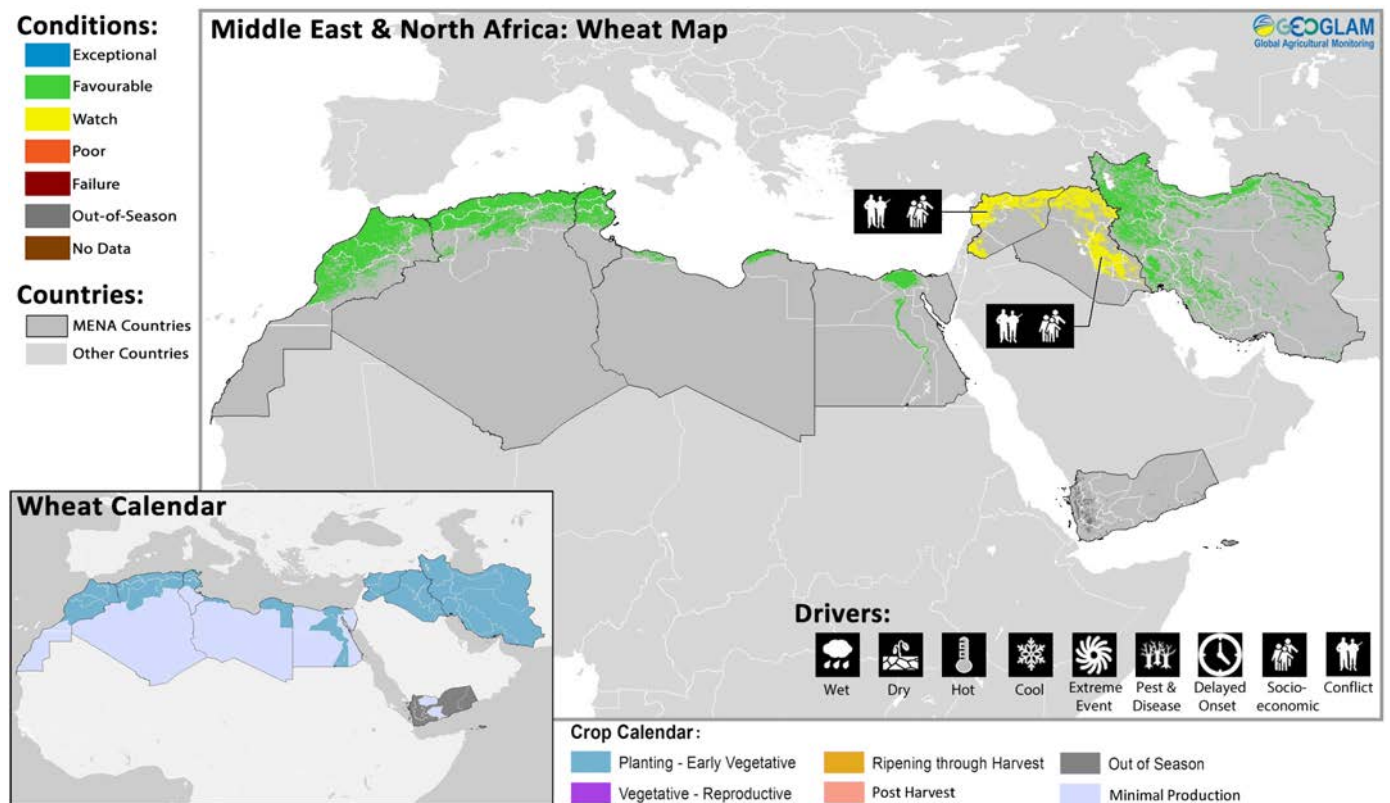 Conditions:
Exceptional
Favourable
Watch
Poor
Failure
Out-of-Season
No Data
Countries:
MENA Countries
Other Countries
Middle East & North Africa: Wheat Map
GEOGLAM
Global Agricultural Monitoring
Wheat Calendar
Drivers:
Wet
Dry
Hot
Cool
Extreme
Event
Pest &
Disease
Delayed
Onset
Socio-
economic
Conflict
Crop Calendar:
Planting - Early Vegetative
Vegetative - Reproductive
Ripening through Harvest
Post Harvest
Out of Season
Minimal Production